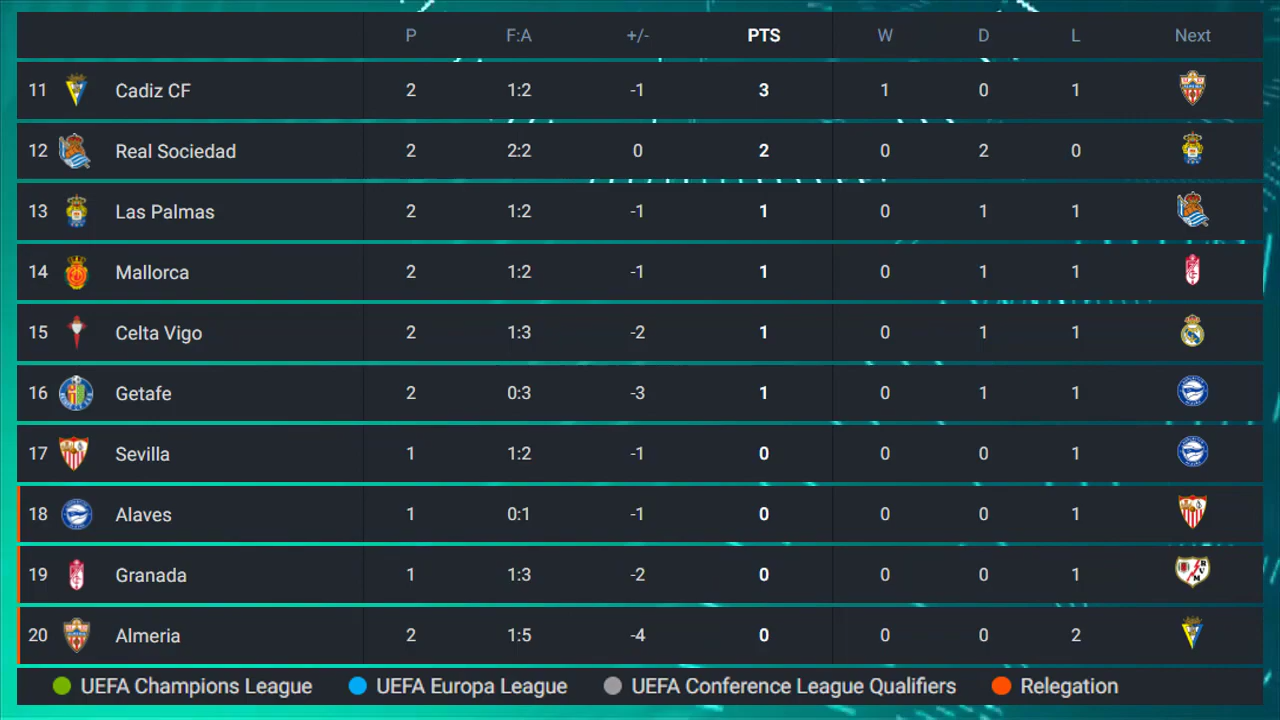 P F:A +/- PTS W D L Next
11 Cadiz CF 2 1:2 -1 3 1 0 1
12 Real Sociedad 2 2:2 0 2 0 2 0
13 Las Palmas 2 1:2 -1 1 0 1 1
14 Mallorca 2 1:2 -1 1 0 1 1
15 Celta Vigo 2 1:3 -2 1 0 1 1
16 Getafe 2 0:3 -3 1 0 1 1
17 Sevilla 1 1:2 -1 0 0 0 1
18 Alaves 1 0:1 -1 0 0 0 1
19 Granada 1 1:3 -2 0 0 0 1
20 Almeria 2 1:5 -4 0 0 0 2
UEFA Champions League UEFA Europa League UEFA Conference League Qualifiers Relegation